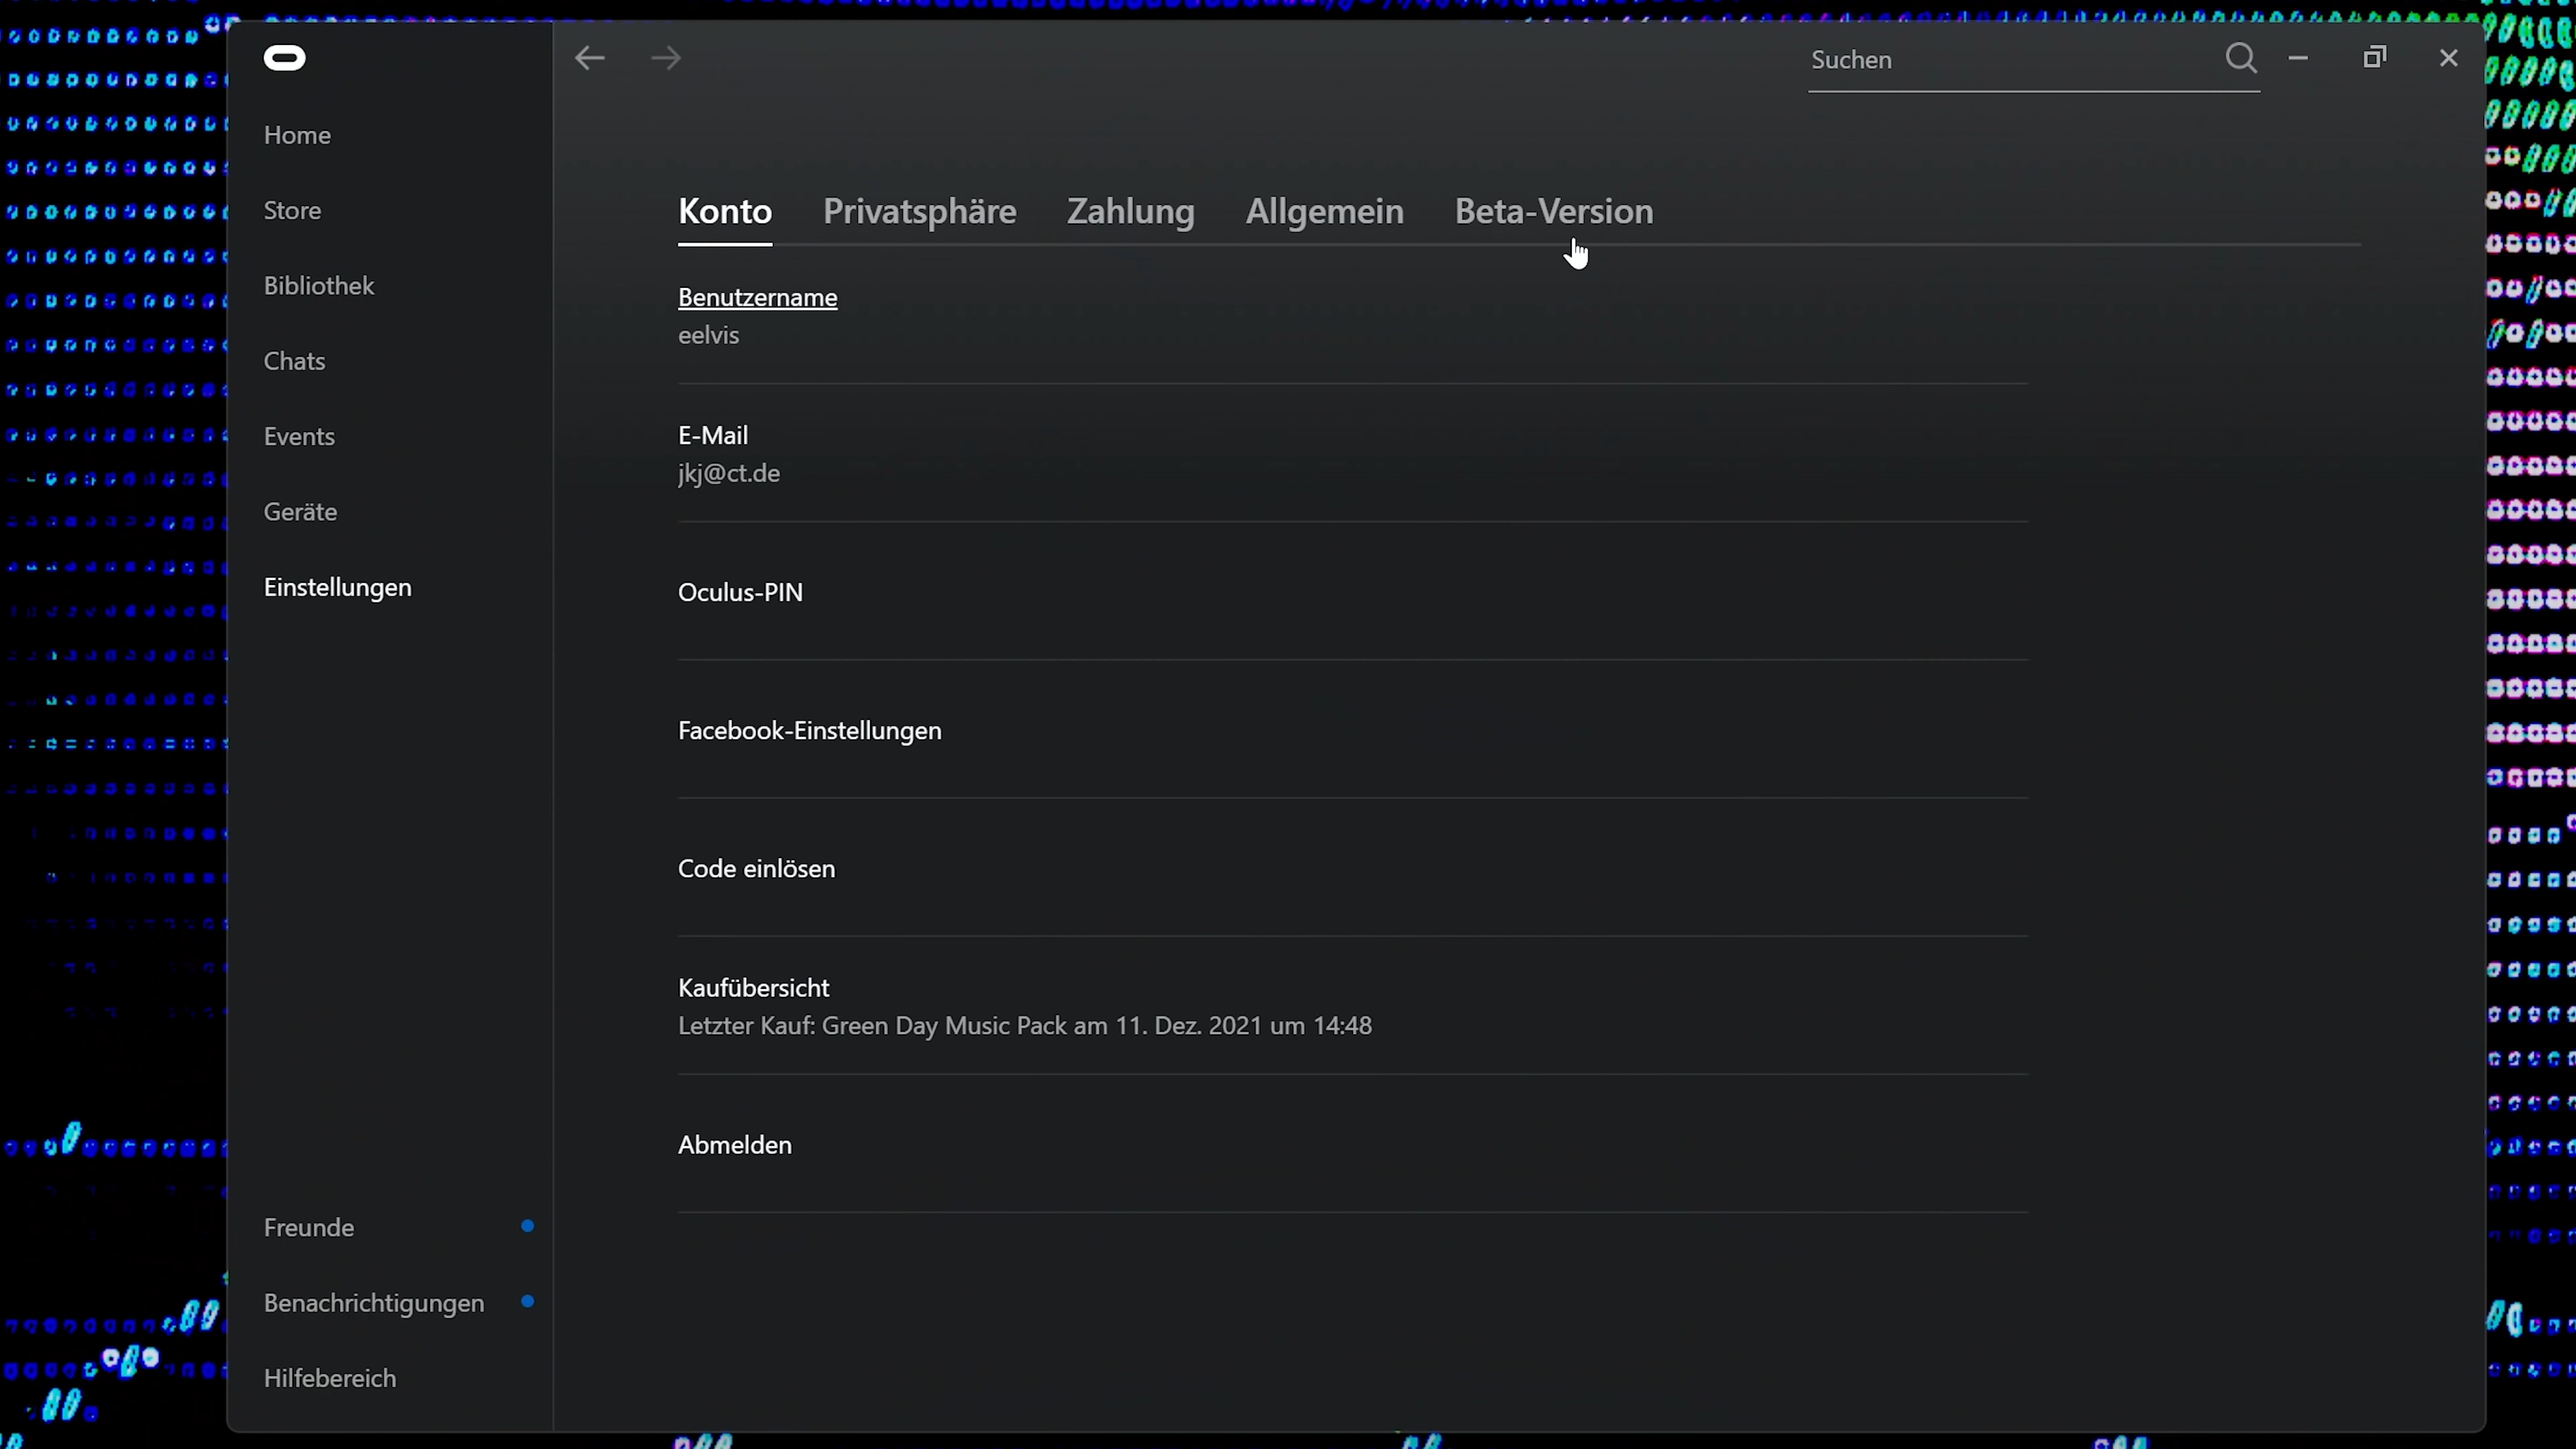 Suchen
Home
Store
Bibliothek
Chats
Events
Geräte
Einstellungen
Freunde
Benachrichtigungen
Hilfebereich
Konto Privatsphäre Zahlung Allgemein Beta-Version
Benutzername
eelvis
E-Mail
jkj@ct.de
Oculus-PIN
Facebook-Einstellungen
Code einlösen
Kaufübersicht
Letzter Kauf: Green Day Music Pack am 11. Dez. 2021 um 14:48
Abmelden